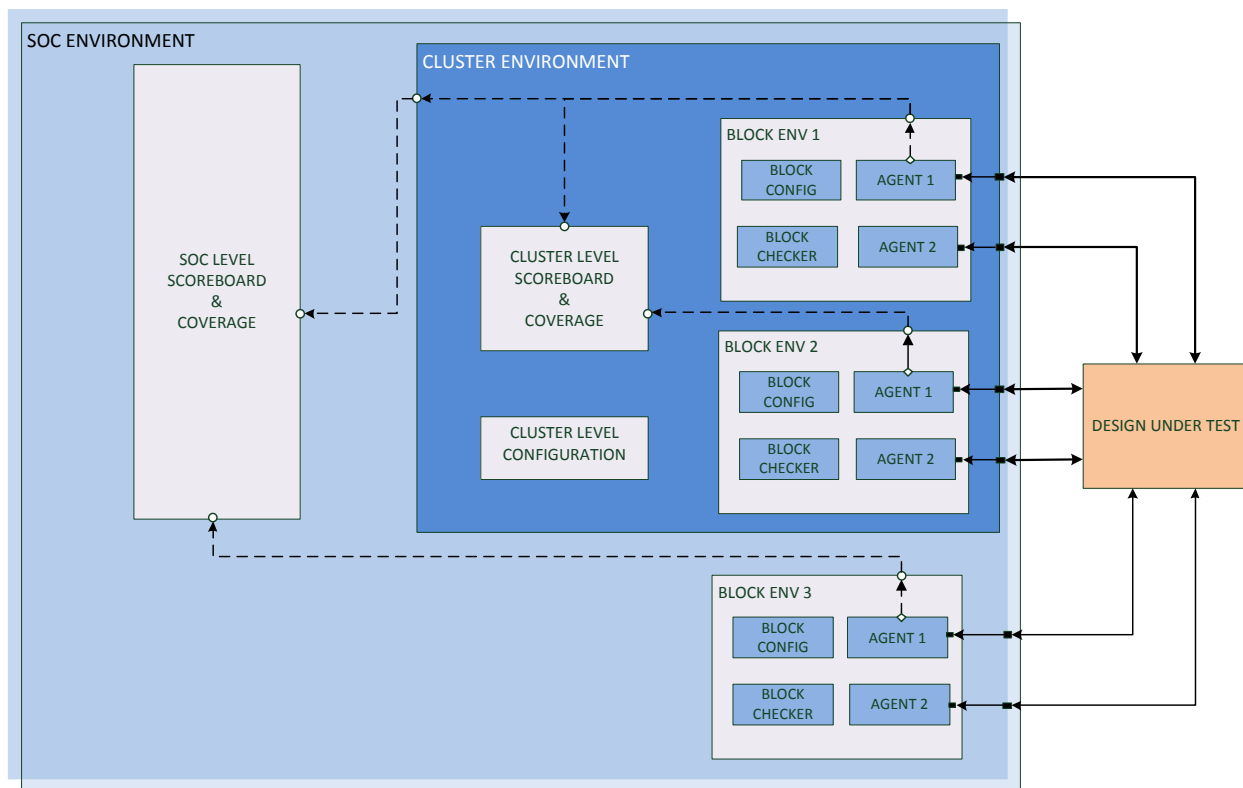 SOC ENVIRONMENT
SOC LEVEL
SCOREBOARD
&
COVERAGE
CLUSTER ENVIRONMENT
CLUSTER LEVEL
SCOREBOARD
&
COVERAGE
CLUSTER LEVEL
CONFIGURATION
BLOCK ENV 1
BLOCK
CONFIG
AGENT 1
BLOCK
CHECKER
AGENT 2
BLOCK ENV 2
BLOCK
CONFIG
AGENT 1
BLOCK
CHECKER
AGENT 2
BLOCK ENV 3
BLOCK
CONFIG
AGENT 1
BLOCK
CHECKER
AGENT 2
DESIGN UNDER TEST